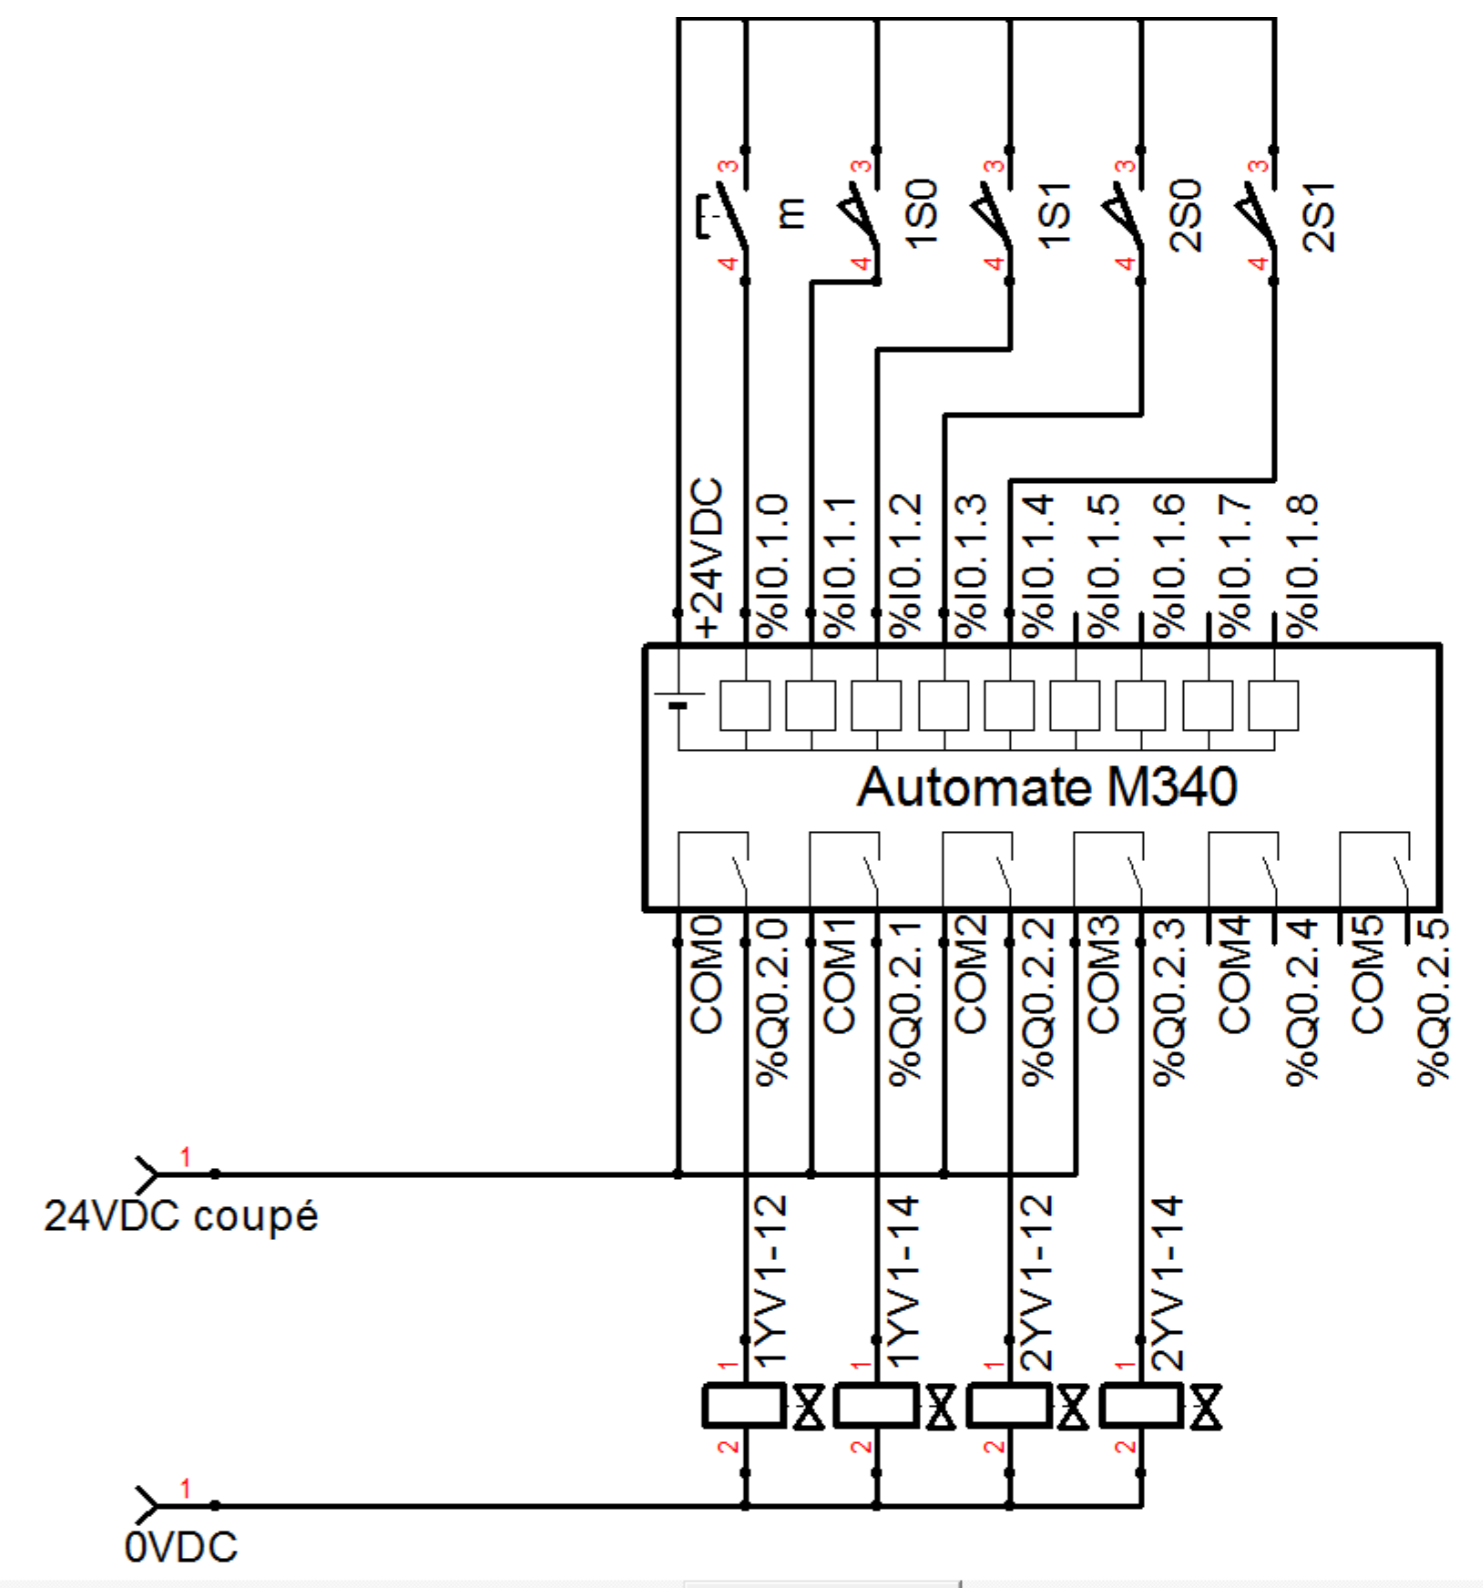 3
3
3
3
3
m
1S0
1S1
2S0
2S1
4
4
4
4
4
+24VDC
%I0.1.0
%I0.1.1
%I0.1.2
%I0.1.3
%I0.1.4
%I0.1.5
%I0.1.6
%I0.1.7
%I0.1.8
Automate M340
COM0
%Q0.2.0
COM1
%Q0.2.1
COM2
%Q0.2.2
COM3
%Q0.2.3
COM4
%Q0.2.4
COM5
%Q0.2.5
1
24VDC coupé
1YV1-12
1YV1-14
2YV1-12
2YV1-14
1
1
1
1
2
2
2
2
1
0VDC